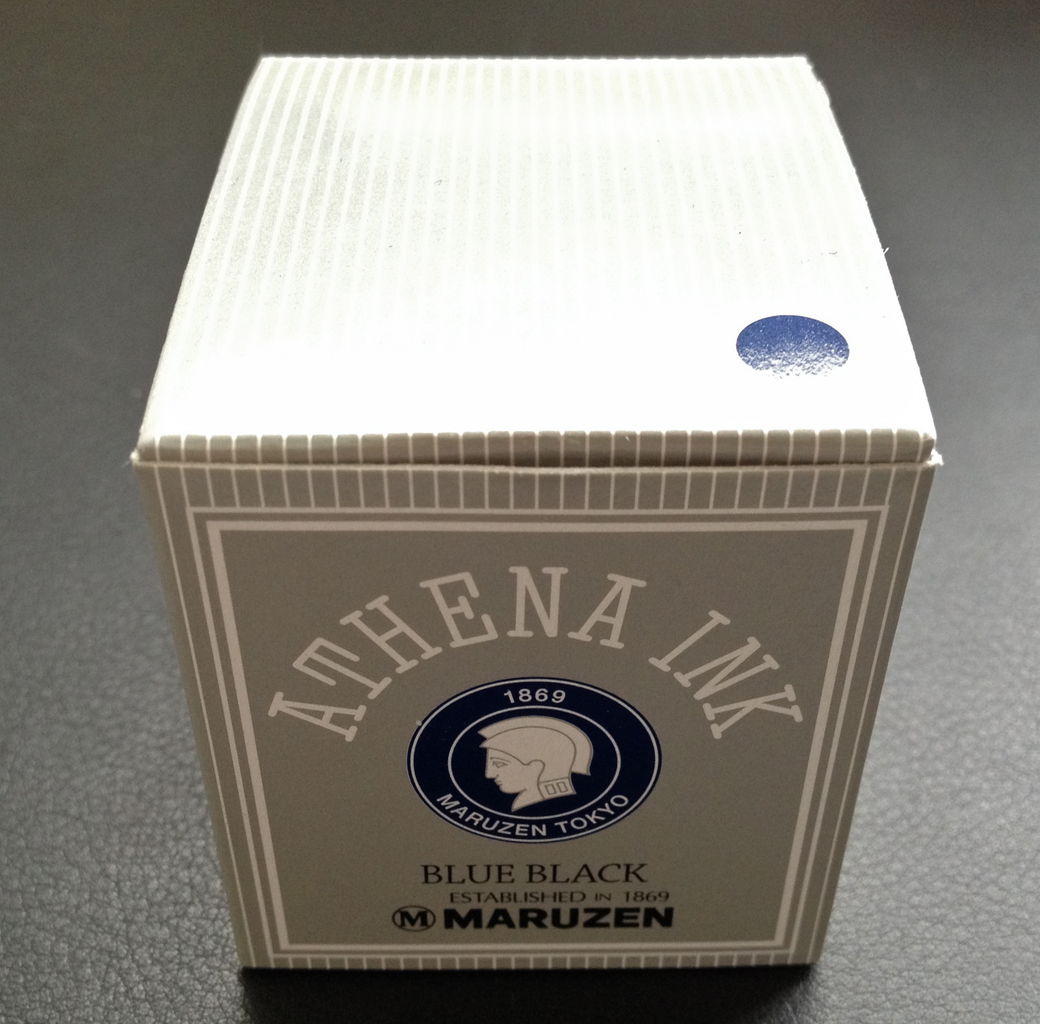 ATHENA INK
1869
MARUZEN TOKYO
BLUE BLACK
ESTABLISHED IN 1869
M MARUZEN